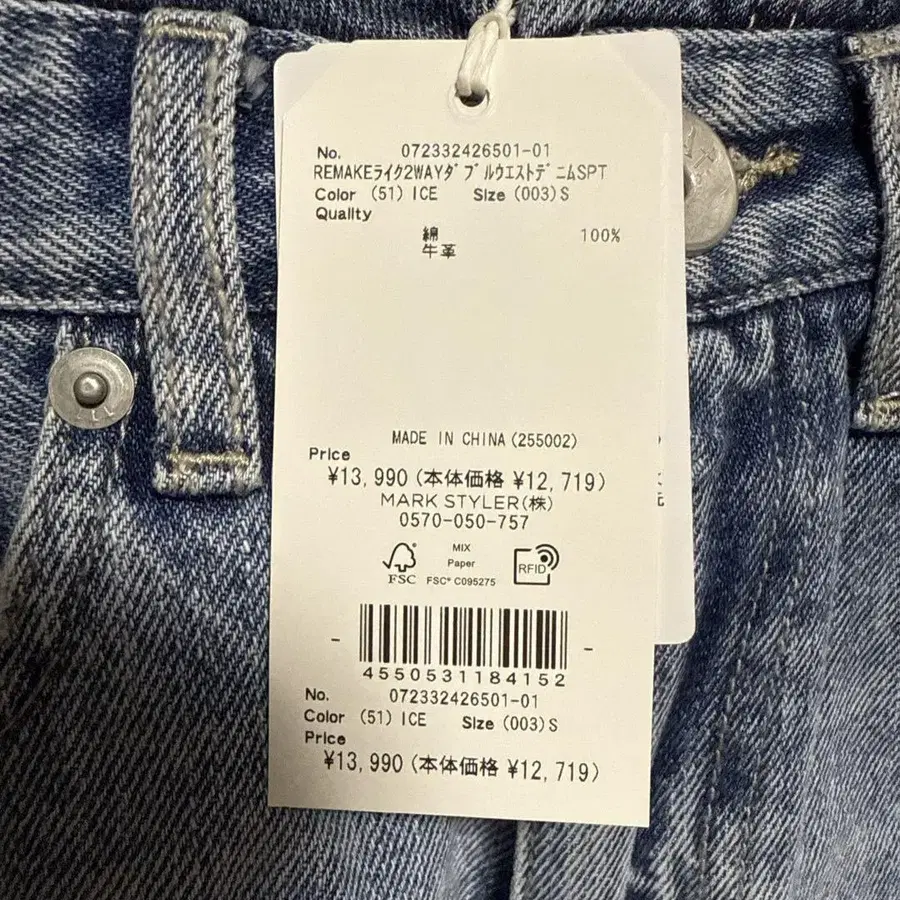 No. 072332426501-01
REMAKEライク2WAYダブルウエストデニムSPT
Color (51) ICE Size (003) S
Quality
綿 100%
牛革
MADE IN CHINA (255002)
Price
¥13,990 (本体価格 ¥12,719)
MARK STYLER(株)
0570-050-757
FSC
MIX
Paper
FSC® C095275
RFID
4550531184152
No. 072332426501-01
Color (51) ICE Size (003) S
Price
¥13,990 (本体価格 ¥12,719)